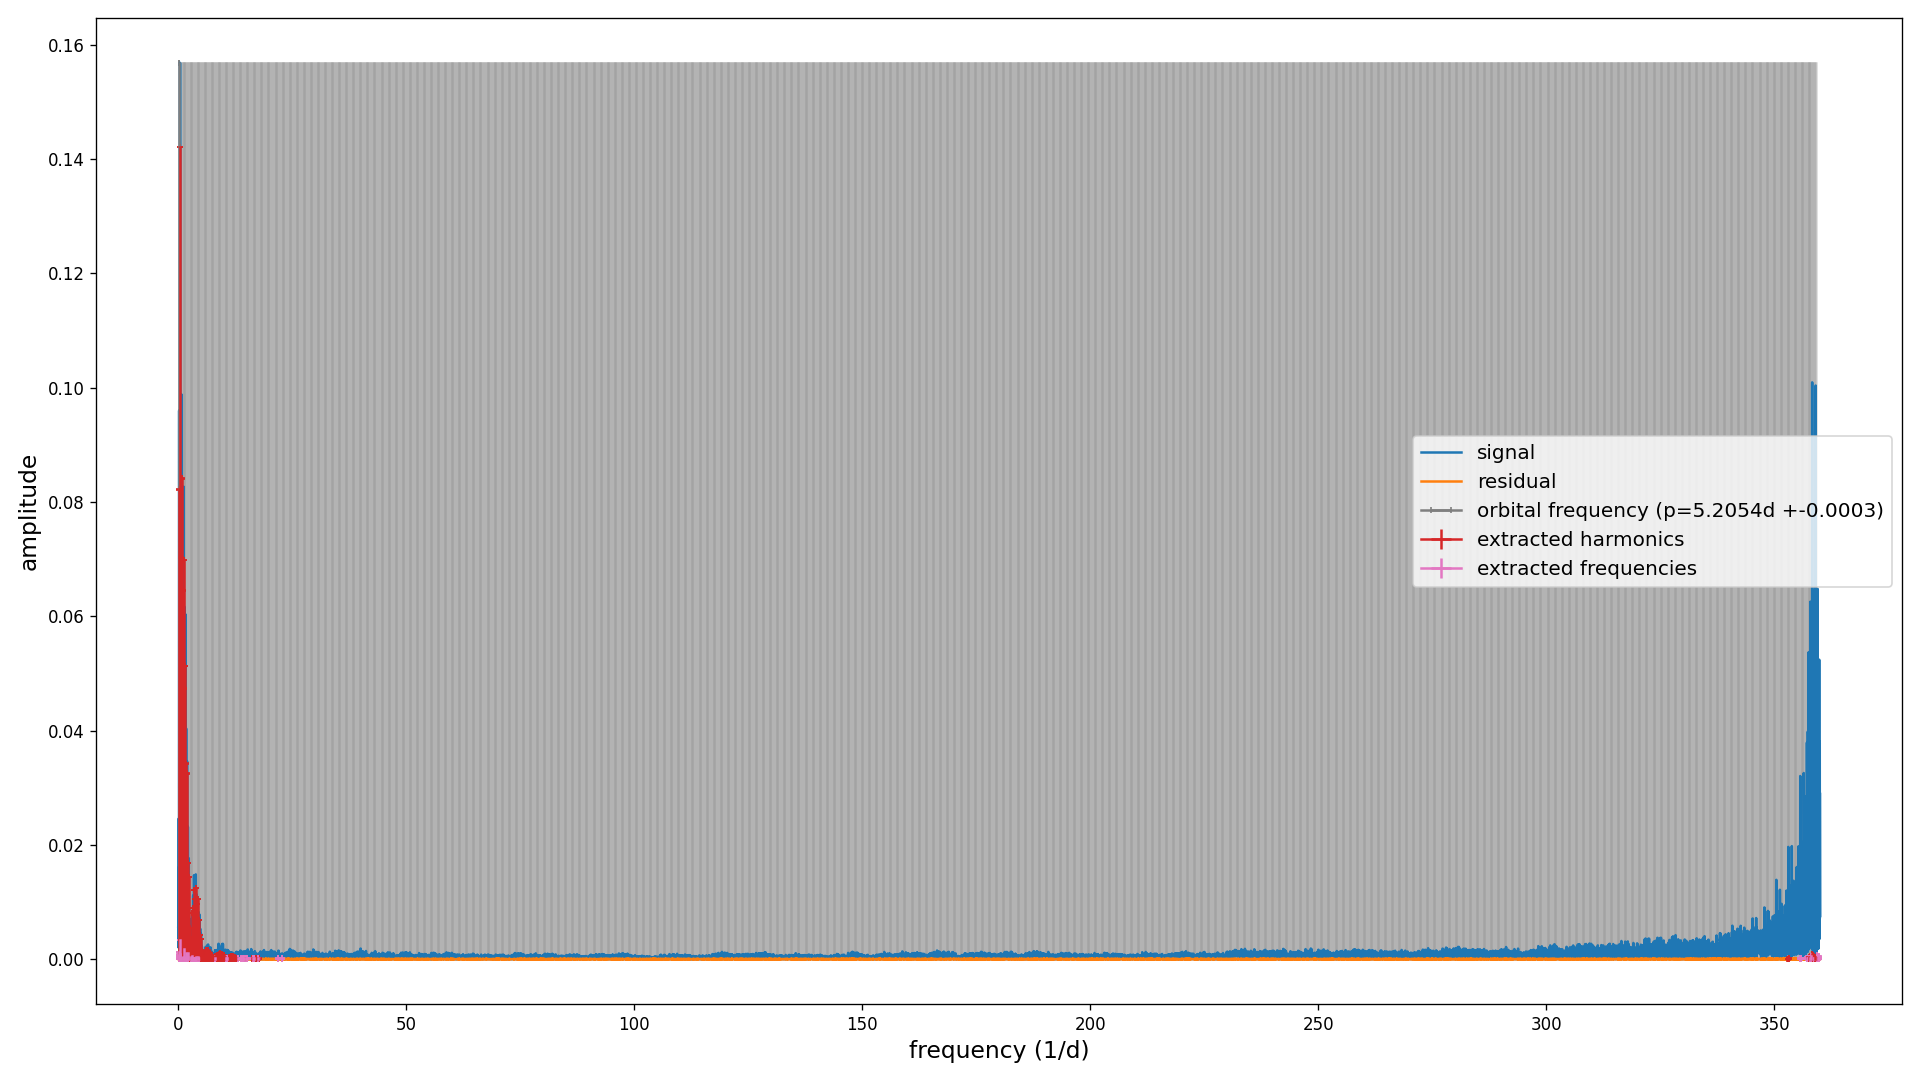 0.16
0.14
0.12
0.10
0.08
0.06
0.04
0.02
0.00
amplitude
signal
residual
orbital frequency (p=5.2054d +-0.0003)
extracted harmonics
extracted frequencies
0 50 100 150 200 250 300 350
frequency (1/d)